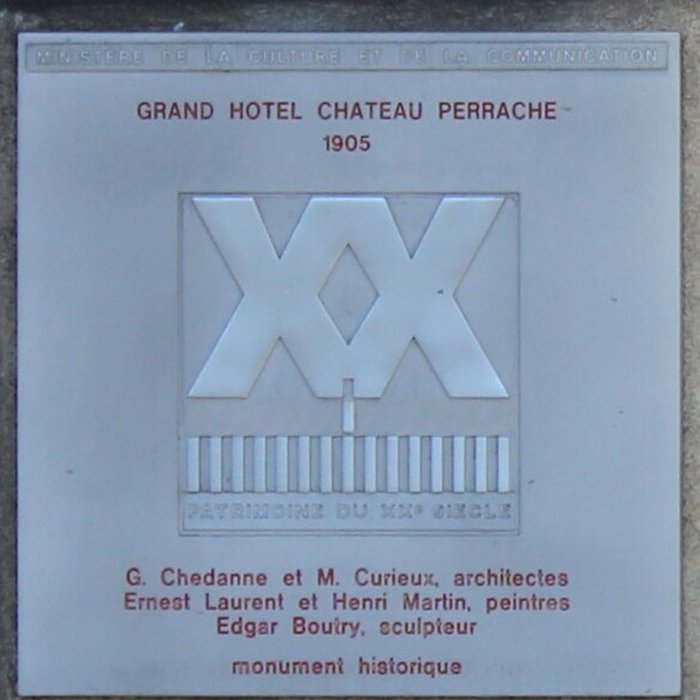 MINISTERE DE LA CULTURE ET DE LA COMMUNICATION
GRAND HOTEL CHATEAU PERRACHE
1905
XX
PATRIMOINE DU XXe SIECLE
G. Chedanne et M. Curieux, architectes
Ernest Laurent et Henri Martin, peintres
Edgar Boutry, sculpteur
monument historique